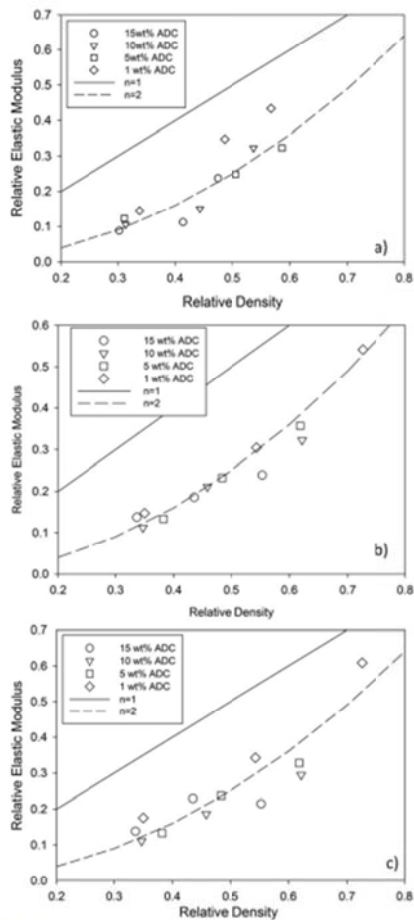 0.7
0.6
0.5
0.4
0.3
0.2
0.1
0.0
Relative Elastic Modulus
15wt% ADC
10wt% ADC
5wt% ADC
1 wt% ADC
n=1
n=2
a)
0.2 0.3 0.4 0.5 0.6 0.7 0.8
Relative Density
0.6
0.5
0.4
0.3
0.2
0.1
0.0
Relative Elastic Modulus
15 wt% ADC
10 wt% ADC
5 wt% ADC
1 wt% ADC
n=1
n=2
b)
0.2 0.3 0.4 0.5 0.6 0.7 0.8
Relative Density
0.7
0.6
0.5
0.4
0.3
0.2
0.1
0.0
Relative Elastic Modulus
15 wt% ADC
10 wt% ADC
5 wt% ADC
1 wt% ADC
n=1
n=2
c)
0.2 0.3 0.4 0.5 0.6 0.7 0.8
Relative Density